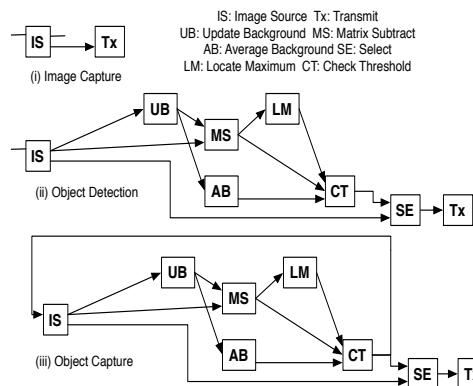 IS: Image Source Tx: Transmit
UB: Update Background MS: Matrix Subtract
AB: Average Background SE: Select
LM: Locate Maximum CT: Check Threshold
IS
Tx
(i) Image Capture
UB
LM
MS
IS
AB
CT
(ii) Object Detection
SE
Tx
UB
LM
MS
IS
AB
CT
(iii) Object Capture
SE